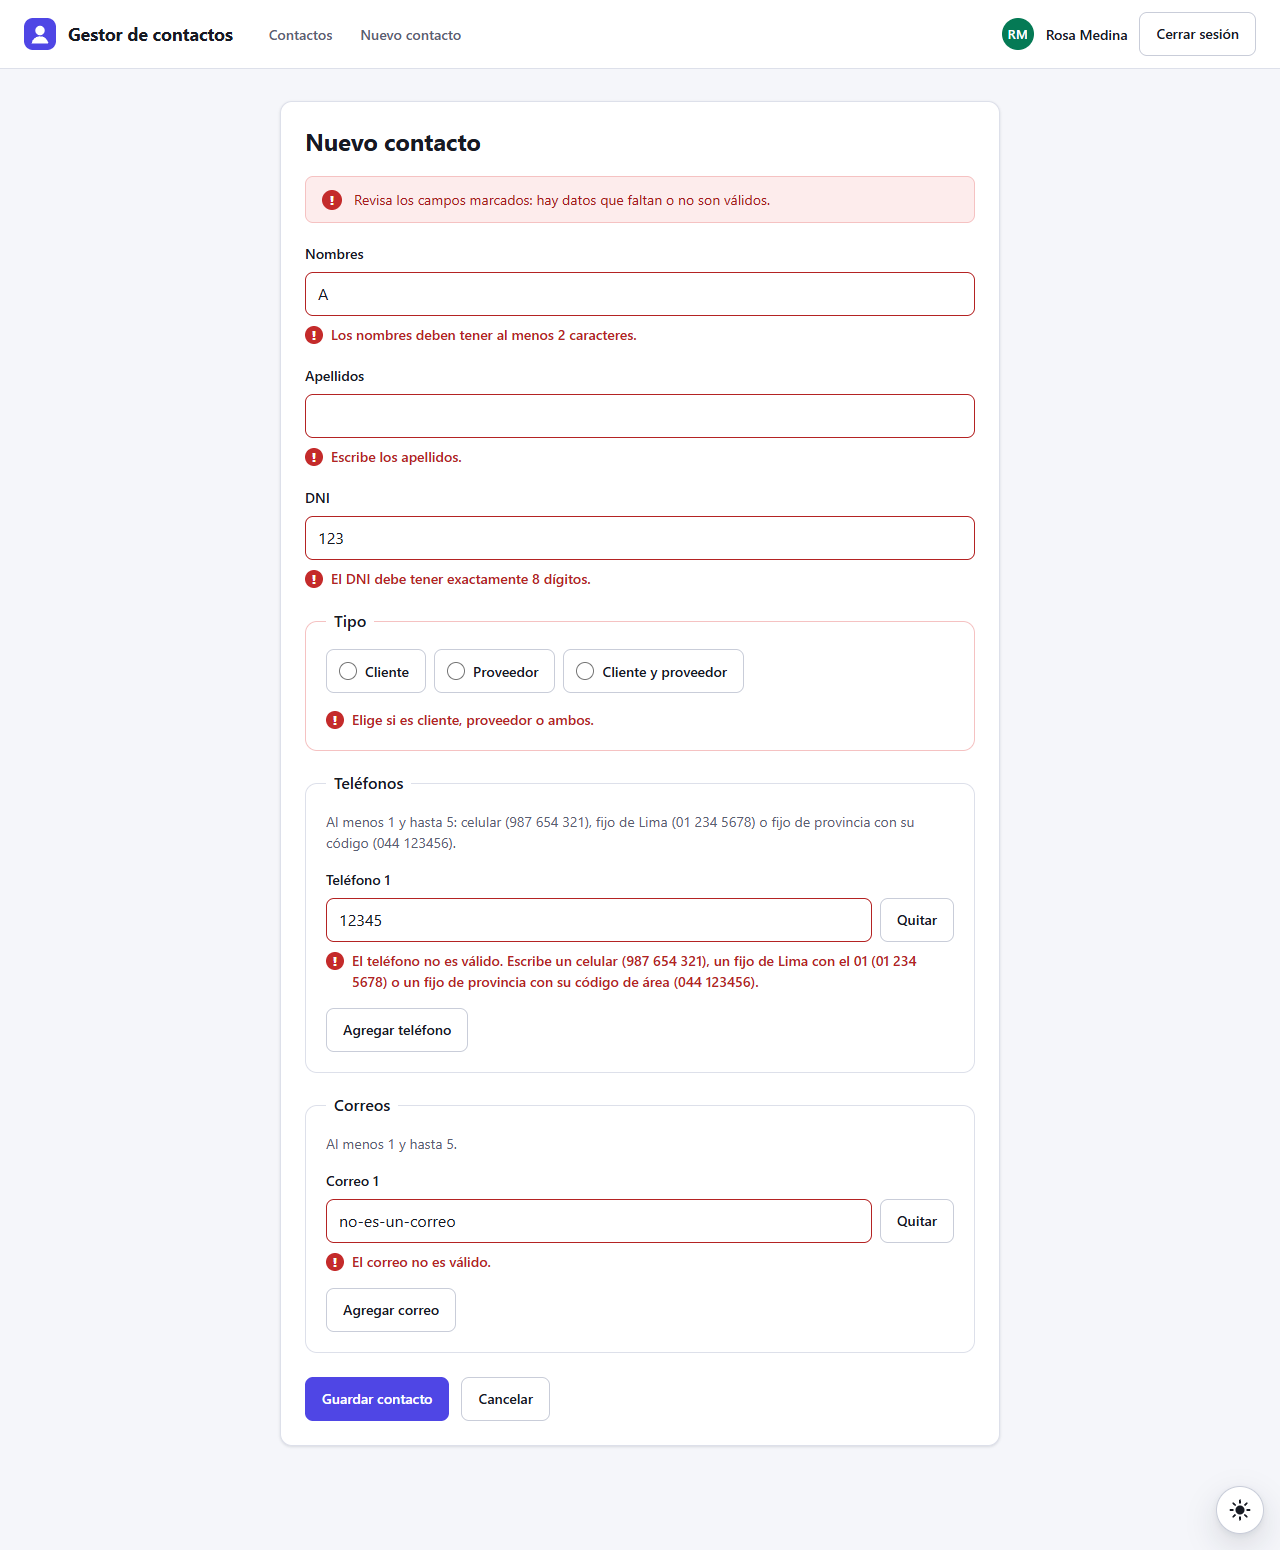 Gestor de contactos
Contactos
Nuevo contacto
RM
Rosa Medina
Cerrar sesión
Nuevo contacto
Revisa los campos marcados: hay datos que faltan o no son válidos.
Nombres
A
Los nombres deben tener al menos 2 caracteres.
Apellidos
Escribe los apellidos.
DNI
123
El DNI debe tener exactamente 8 dígitos.
Tipo
Cliente
Proveedor
Cliente y proveedor
Elige si es cliente, proveedor o ambos.
Teléfonos
Al menos 1 y hasta 5: celular (987 654 321), fijo de Lima (01 234 5678) o fijo de provincia con su
código (044 123456).
Teléfono 1
12345
Quitar
El teléfono no es válido. Escribe un celular (987 654 321), un fijo de Lima con el 01 (01 234
5678) o un fijo de provincia con su código de área (044 123456).
Agregar teléfono
Correos
Al menos 1 y hasta 5.
Correo 1
no-es-un-correo
Quitar
El correo no es válido.
Agregar correo
Guardar contacto
Cancelar